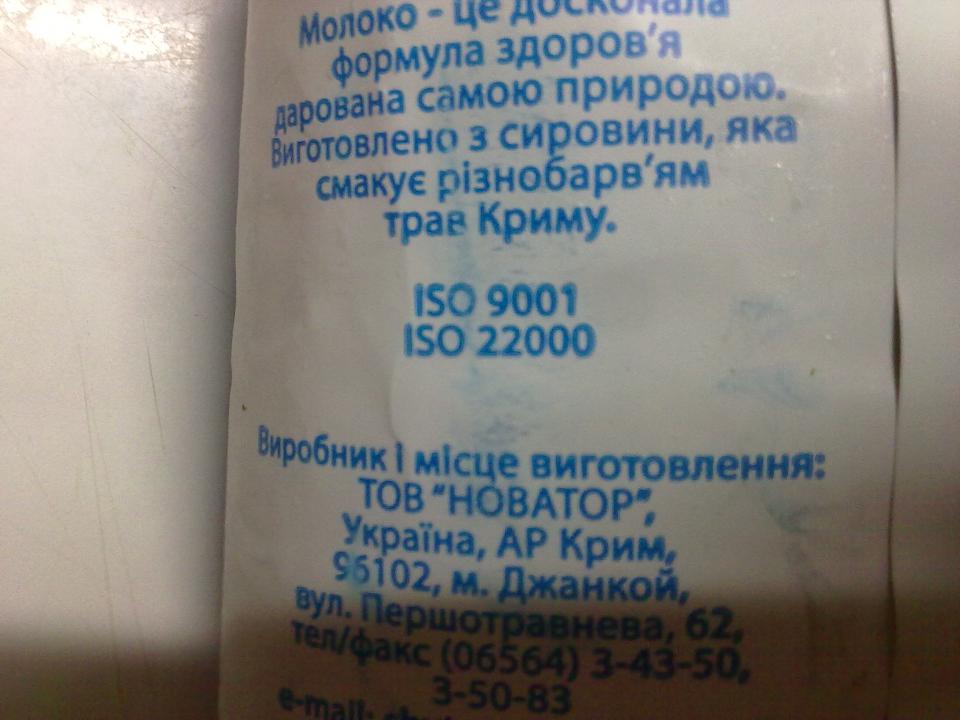 Молоко - це досконала
формула здоров'я
дарована самою природою.
Виготовлено з сировини, яка
смакує різнобарв'ям
трав Криму.
ISO 9001
ISO 22000
Виробник і місце виготовлення:
ТОВ "НОВАТОР",
Україна, АР Крим,
96102, м. Джанкой,
вул. Першотравнева, 62,
тел/факс (06564) 3-43-50,
3-50-83
e-mail: